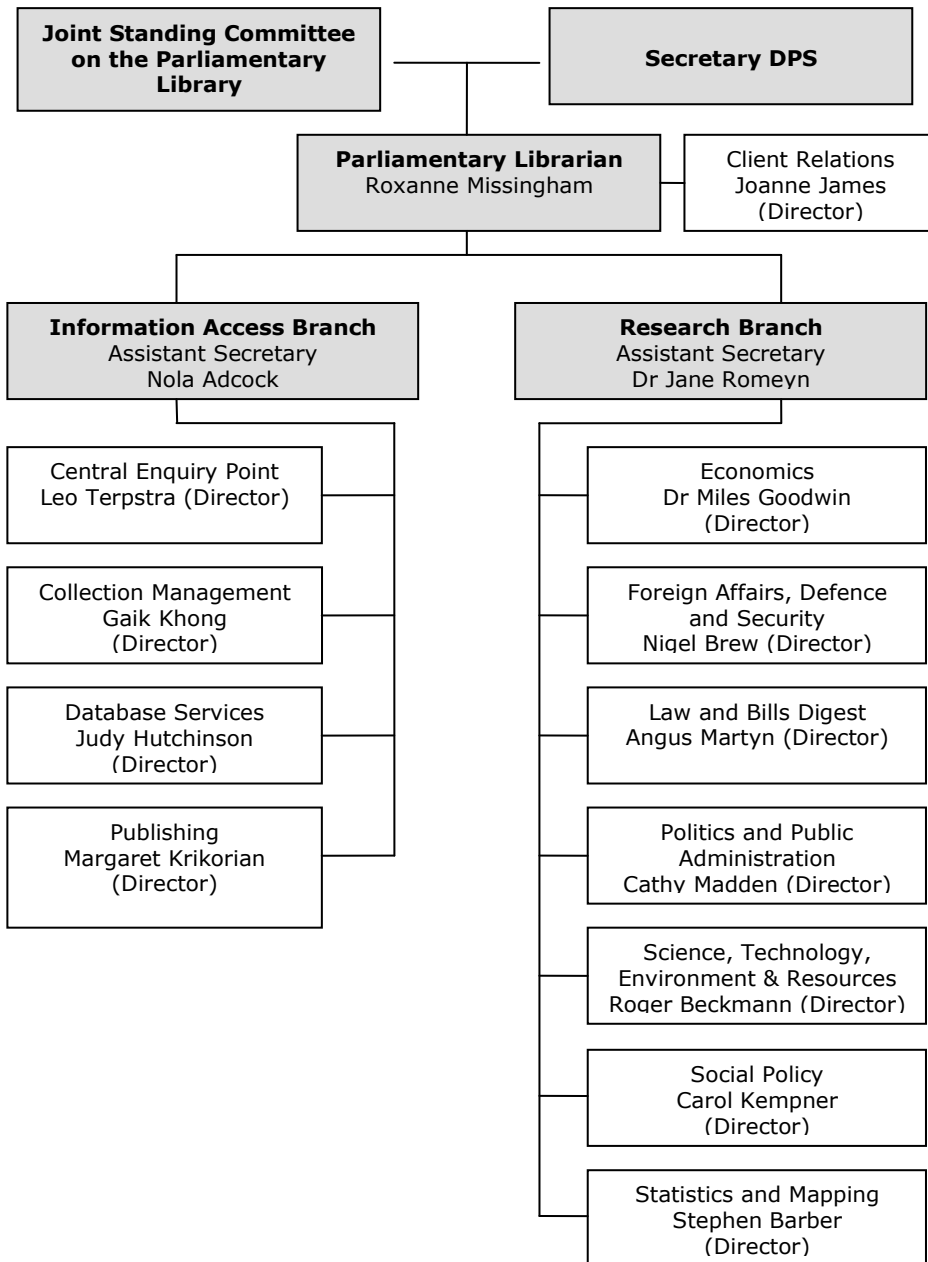 Joint Standing Committee
on the Parliamentary
Library
Secretary DPS
Parliamentary Librarian
Roxanne Missingham
Client Relations
Joanne James
(Director)
Information Access Branch
Assistant Secretary
Nola Adcock
Research Branch
Assistant Secretary
Dr Jane Romeyn
Central Enquiry Point
Leo Terpstra (Director)
Collection Management
Gaik Khong
(Director)
Database Services
Judy Hutchinson
(Director)
Publishing
Margaret Krikorian
(Director)
Economics
Dr Miles Goodwin
(Director)
Foreign Affairs, Defence
and Security
Nigel Brew (Director)
Law and Bills Digest
Angus Martyn (Director)
Politics and Public
Administration
Cathy Madden (Director)
Science, Technology,
Environment & Resources
Roger Beckmann (Director)
Social Policy
Carol Kempner
(Director)
Statistics and Mapping
Stephen Barber
(Director)